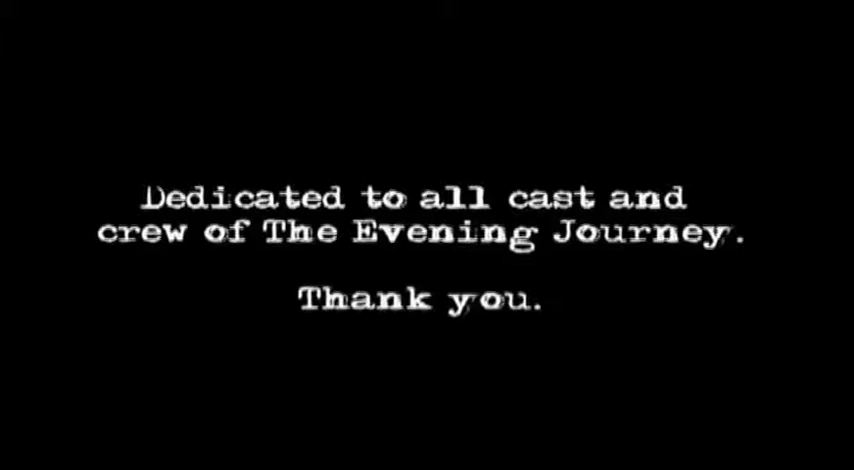 Dedicated to all cast and
crew of The Evening Journey.
Thank you.